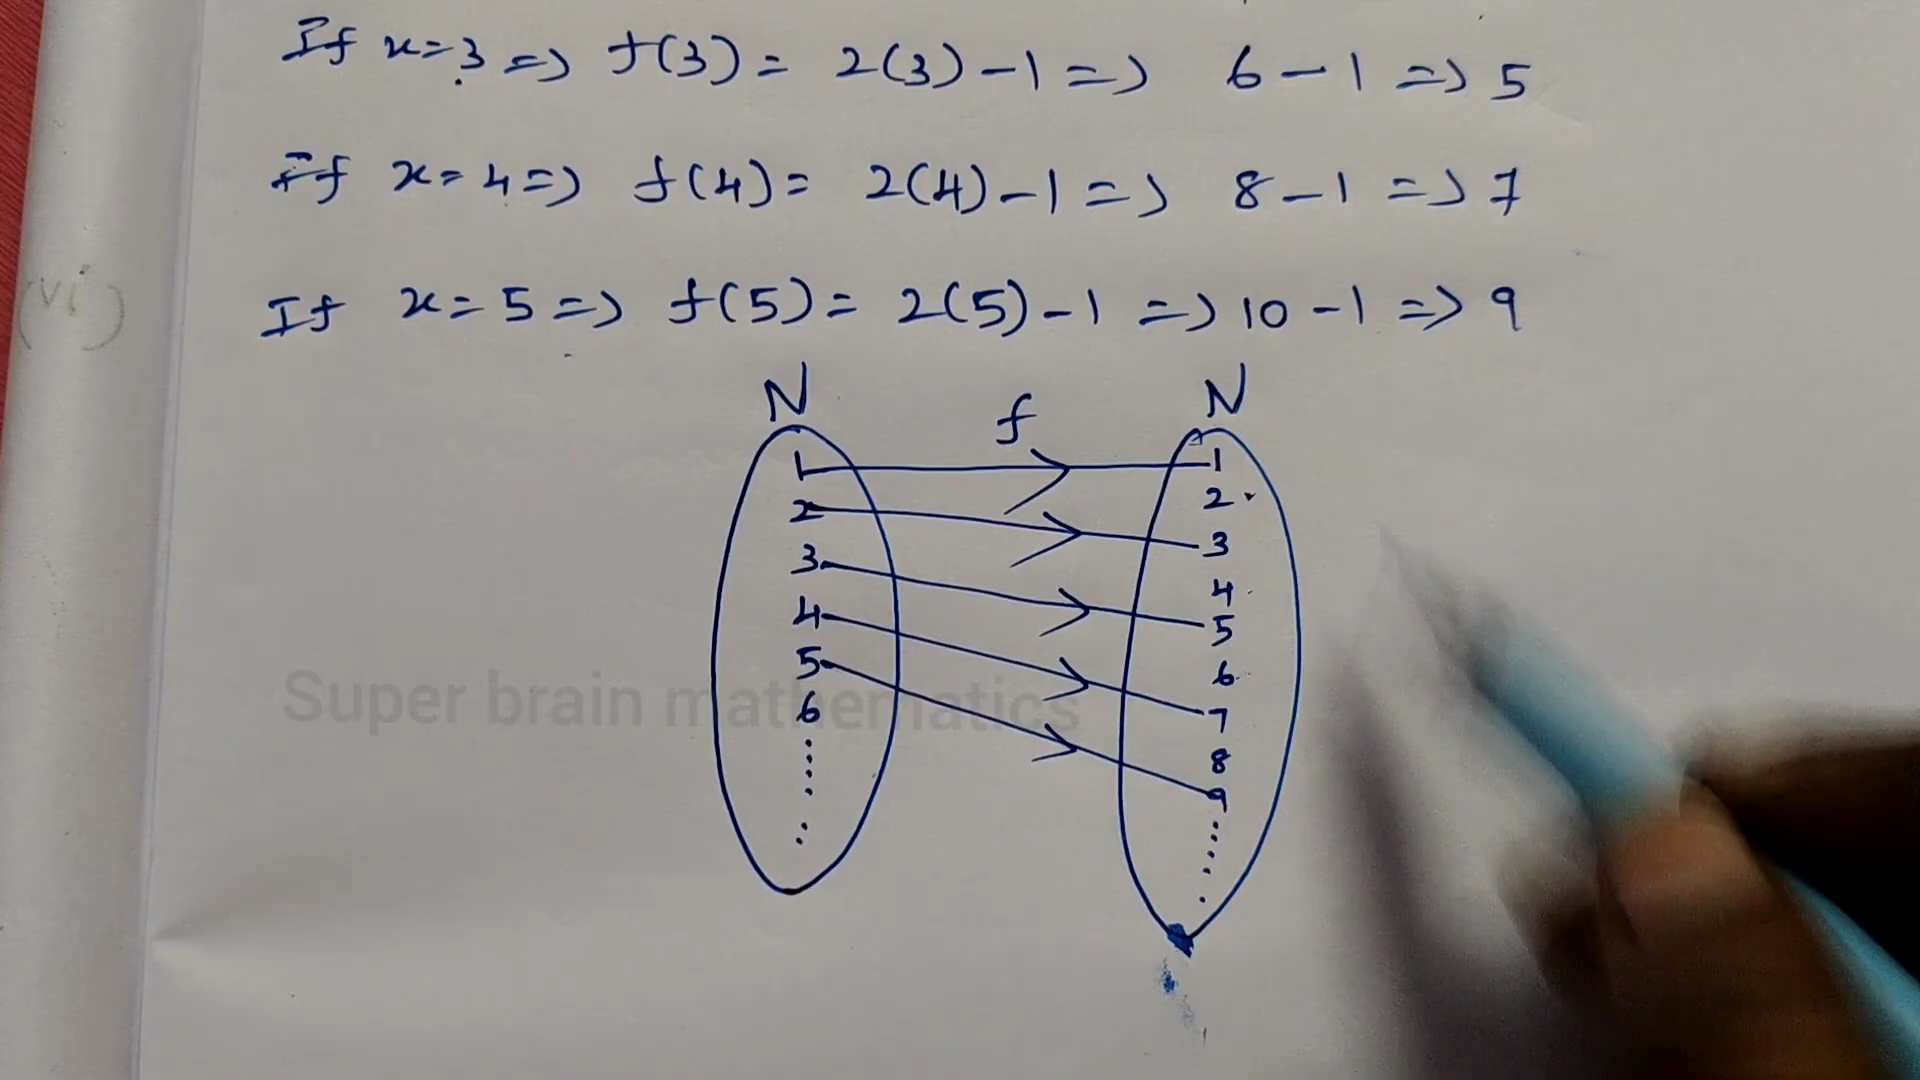 If x=3 => f(3) = 2(3)-1 => 6-1 => 5
If x=4 => f(4) = 2(4)-1 => 8-1 => 7
If x=5 => f(5) = 2(5)-1 => 10-1 => 9
(vi)
N f N
1 1
2 2
3 3
4 4
5 5
6 6
7
8
9
Super brain mathematics